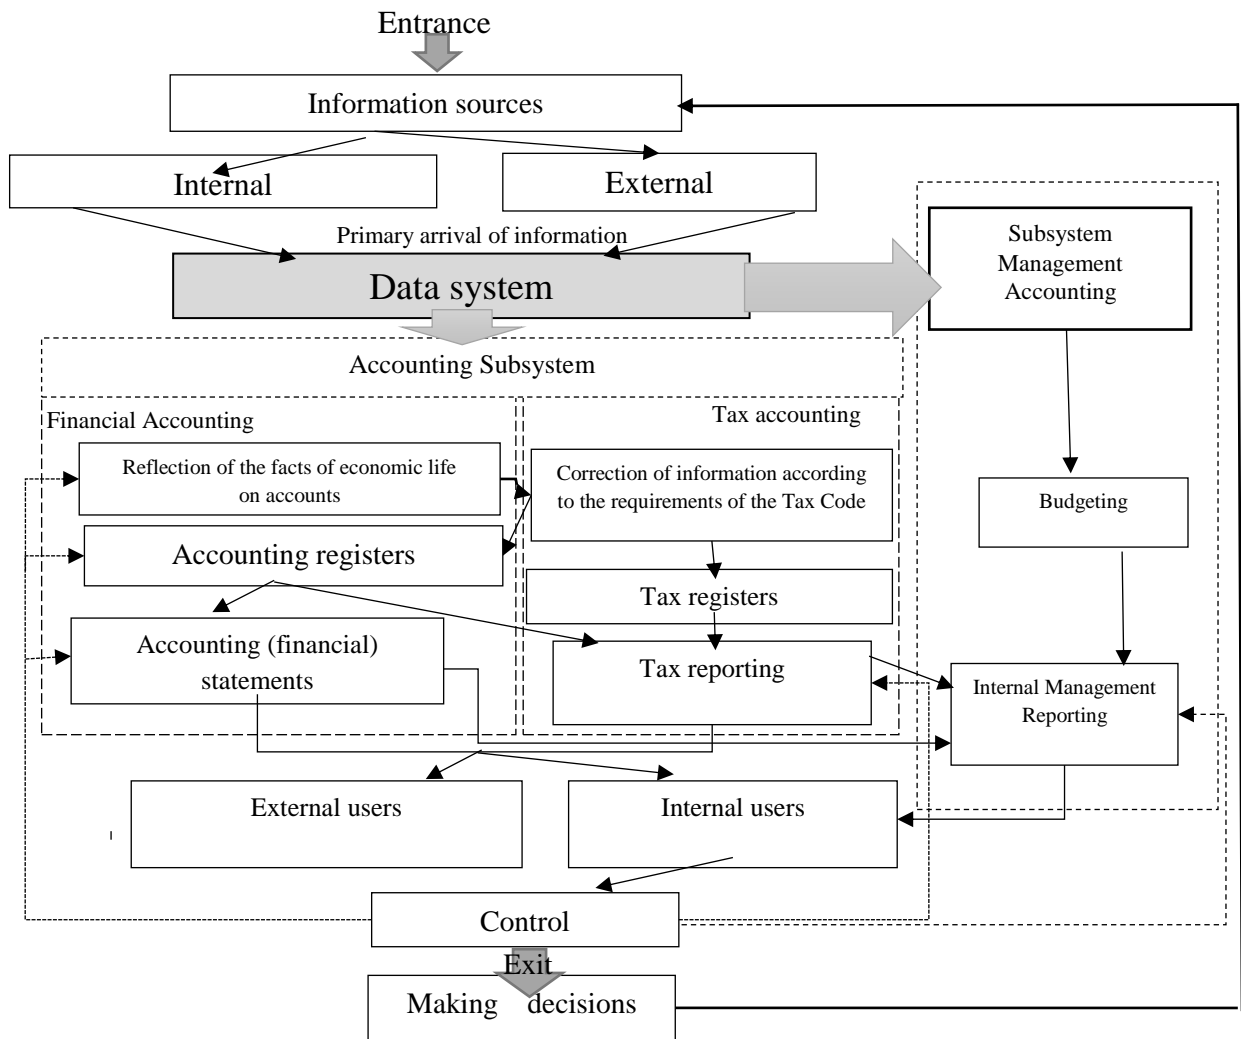 Entrance
Information sources
Internal
External
Primary arrival of information
Data system
Subsystem
Management
Accounting
Accounting Subsystem
Financial Accounting
Tax accounting
Reflection of the facts of economic life
on accounts
Correction of information according
to the requirements of the Tax Code
Budgeting
Accounting registers
Tax registers
Accounting (financial)
statements
Tax reporting
Internal Management
Reporting
External users
Internal users
Control
Exit
Making decisions